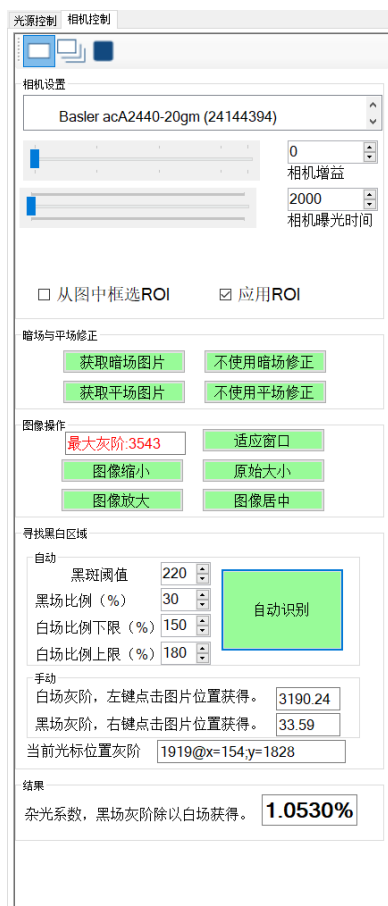 光源控制 相机控制
相机设置
Basler acA2440-20gm (24144394)
0
相机增益
2000
相机曝光时间
从图中框选ROI 应用ROI
暗场与平场修正
获取暗场图片 不使用暗场修正
获取平场图片 不使用平场修正
图像操作
最大灰阶:3543 适应窗口
图像缩小 原始大小
图像放大 图像居中
寻找黑白区域
自动
黑斑阈值 220
黑场比例（%） 30
自动识别
白场比例下限（%） 150
白场比例上限（%） 180
手动
白场灰阶，左键点击图片位置获得。 3190.24
黑场灰阶，右键点击图片位置获得。 33.59
当前光标位置灰阶 1919@x=154;y=1828
结果
杂光系数，黑场灰阶除以白场获得。 1.0530%